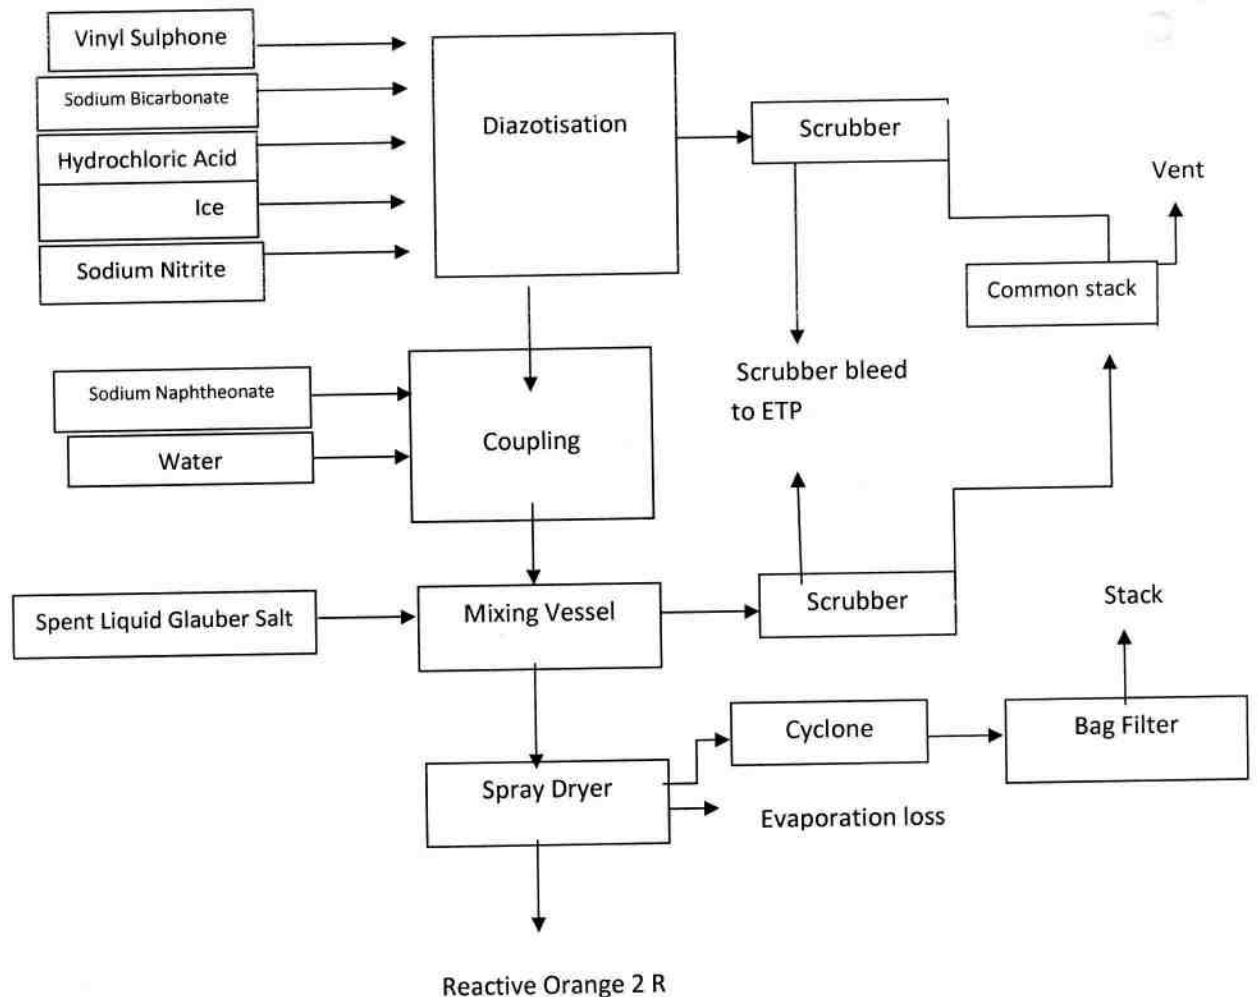 Vinyl Sulphone
Sodium Bicarbonate
Hydrochloric Acid
Ice
Sodium Nitrite
Diazotisation
Scrubber
Vent
Common stack
Scrubber bleed
to ETP
Sodium Naphtheonate
Water
Coupling
Spent Liquid Glauber Salt
Mixing Vessel
Scrubber
Stack
Cyclone
Bag Filter
Spray Dryer
Evaporation loss
Reactive Orange 2 R